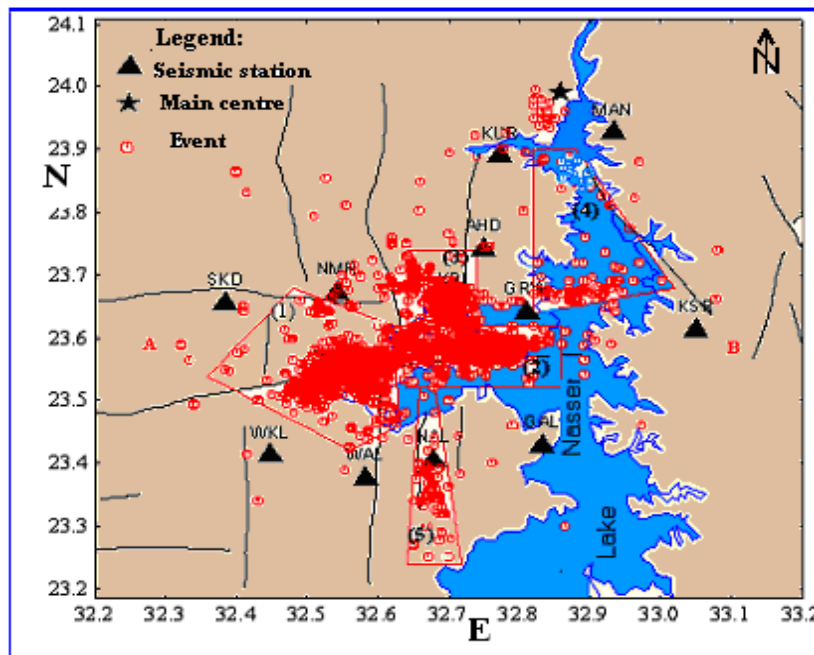 24.1
Legend:
Seismic station
24.0
Main centre
N
MAN
Event
KUR
23.9
N
(4)
23.8
AHD
(3)
23.7
NMR
SKD
GRW
KSR
(1)
23.6
A
B
(2)
23.5
Nasser
WKL
GAL
NAL
WAL
23.4
Lake
23.3
(5)
23.2
32.2 32.3 32.4 32.5 32.6 32.7 32.8 32.9 33.0 33.1 33.2
E